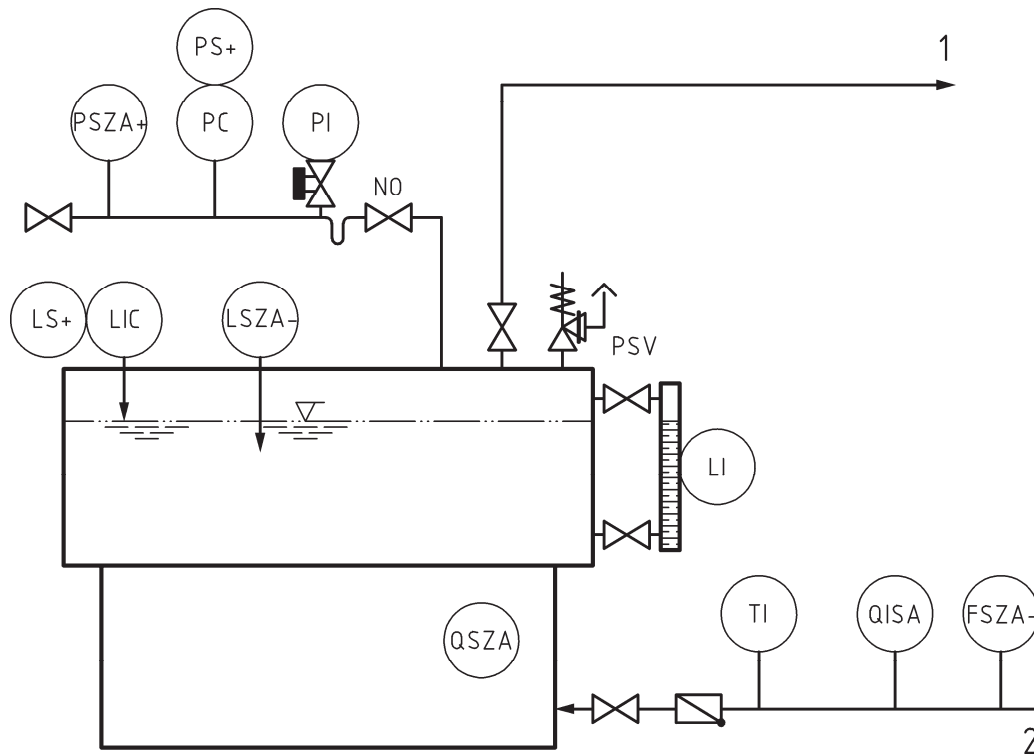 PS+
1
PSZA+
PC
PI
NO
LS+
LIC
LSZA-
PSV
LI
TI
QISA
FSZA-
QSZA
2